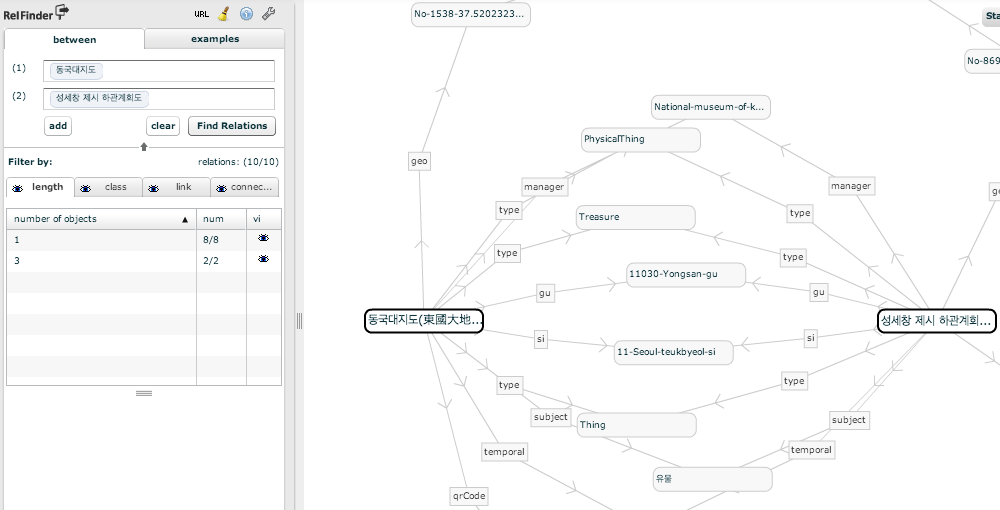 RelFinder
URL
between
examples
(1)
동국대지도
(2)
성세창 제시 하관계회도
add
clear
Find Relations
Filter by:
relations: (10/10)
length
class
link
connec...
number of objects
num
vi
1
8/8
3
2/2
No-1538-37.5202323...
Sta
No-869
National-museum-of-k...
PhysicalThing
geo
manager
manager
ge
type
type
Treasure
type
type
11030-Yongsan-gu
gu
gu
동국대지도(東國大地...
성세창 제시 하관계회...
si
si
11-Seoul-teukbyeol-si
type
type
subject
Thing
subject
temporal
temporal
유물
qrCode